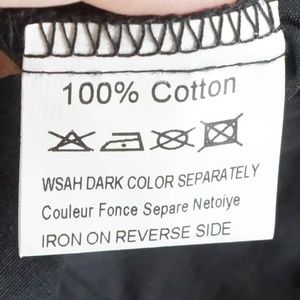 100% Cotton
WSAH DARK COLOR SEPARATELY
Couleur Fonce Separe Netoiye
IRON ON REVERSE SIDE